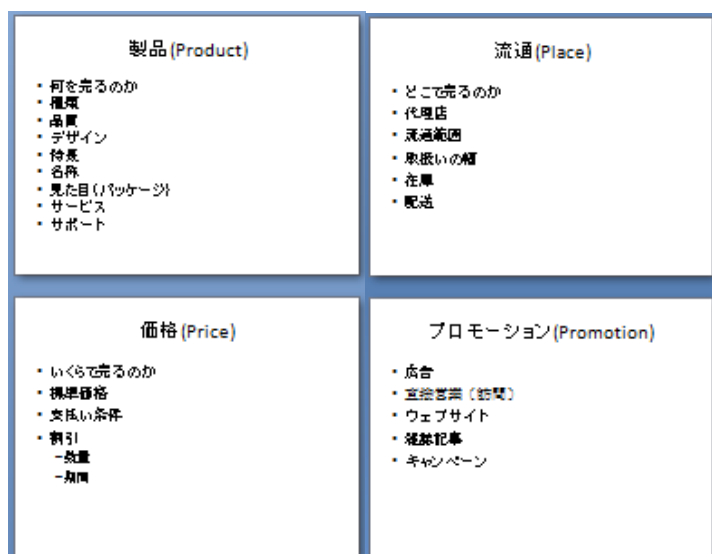 製品(Product)
・ 何を売るのか
・ 種類
・ 品質
・ デザイン
・ 特長
・ 名称
・ 見た目(パッケージ)
・ サービス
・ サポート
流通(Place)
・ どこで売るのか
・ 代理店
・ 流通範囲
・ 取扱いの幅
・ 在庫
・ 配送
価格(Price)
・ いくらで売るのか
・ 標準価格
・ 支払い条件
・ 割引
－数量
－期間
プロモーション(Promotion)
・ 広告
・ 直接営業（訪問）
・ ウェブサイト
・ 雑誌記事
・ キャンペーン